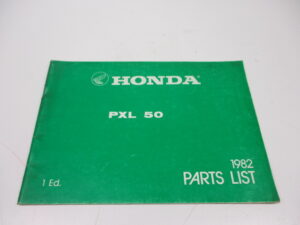 HONDA
PXL 50
1982
1 Ed.
PARTS LIST